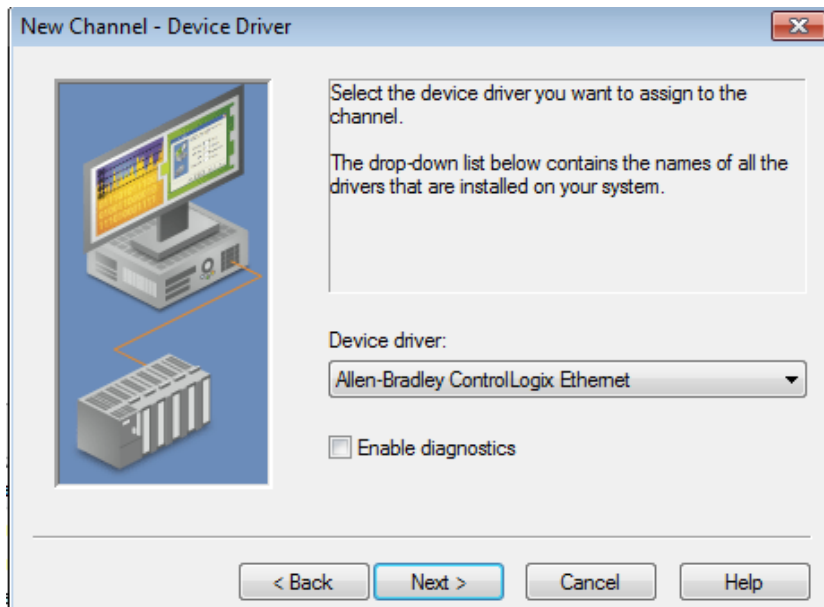 New Channel - Device Driver
Select the device driver you want to assign to the
channel.
The drop-down list below contains the names of all the
drivers that are installed on your system.
Device driver:
Allen-Bradley ControlLogix Ethernet
Enable diagnostics
< Back
Next >
Cancel
Help